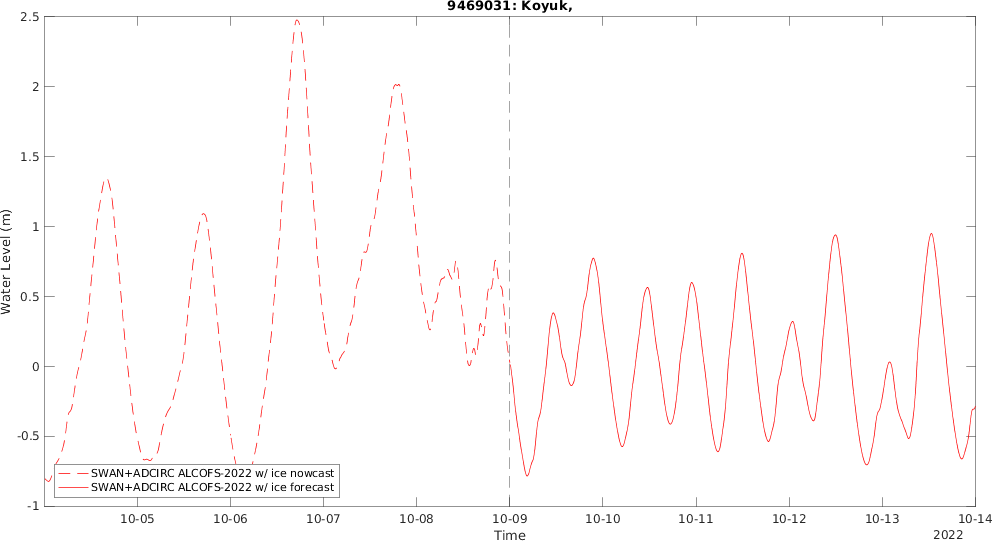 9469031: Koyuk,
2.5
2
1.5
1
0.5
0
-0.5
-1
Water Level (m)
SWAN+ADCIRC ALCOFS-2022 w/ ice nowcast
SWAN+ADCIRC ALCOFS-2022 w/ ice forecast
10-05 10-06 10-07 10-08 10-09 10-10 10-11 10-12 10-13 10-14
Time
2022